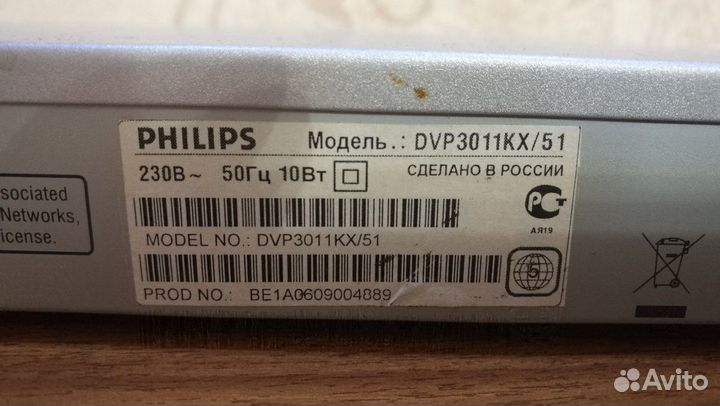 PHILIPS Модель.: DVP3011KX/51
230В~ 50Гц 10Вт
СДЕЛАНО В РОССИИ
РСТ
АЯ19
MODEL NO.: DVP3011KX/51
5
PROD NO.: BE1A0609004889
ssociated
Networks,
icense.
Avito